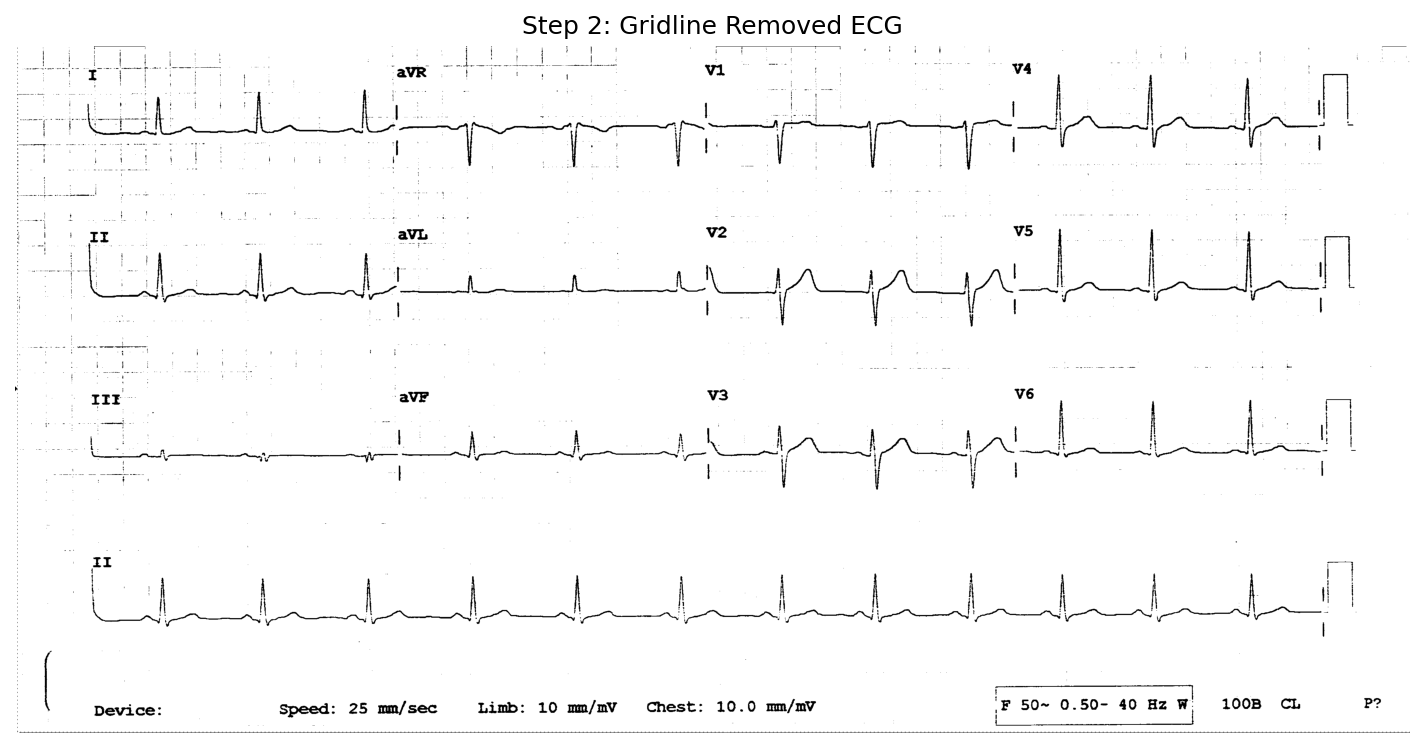 Step 2: Gridline Removed ECG
I aVR V1 V4
II aVL V2 V5
III aVF V3 V6
II
Device: Speed: 25 mm/sec Limb: 10 mm/mV Chest: 10.0 mm/mV F 50~ 0.50- 40 Hz W 100B CL P?